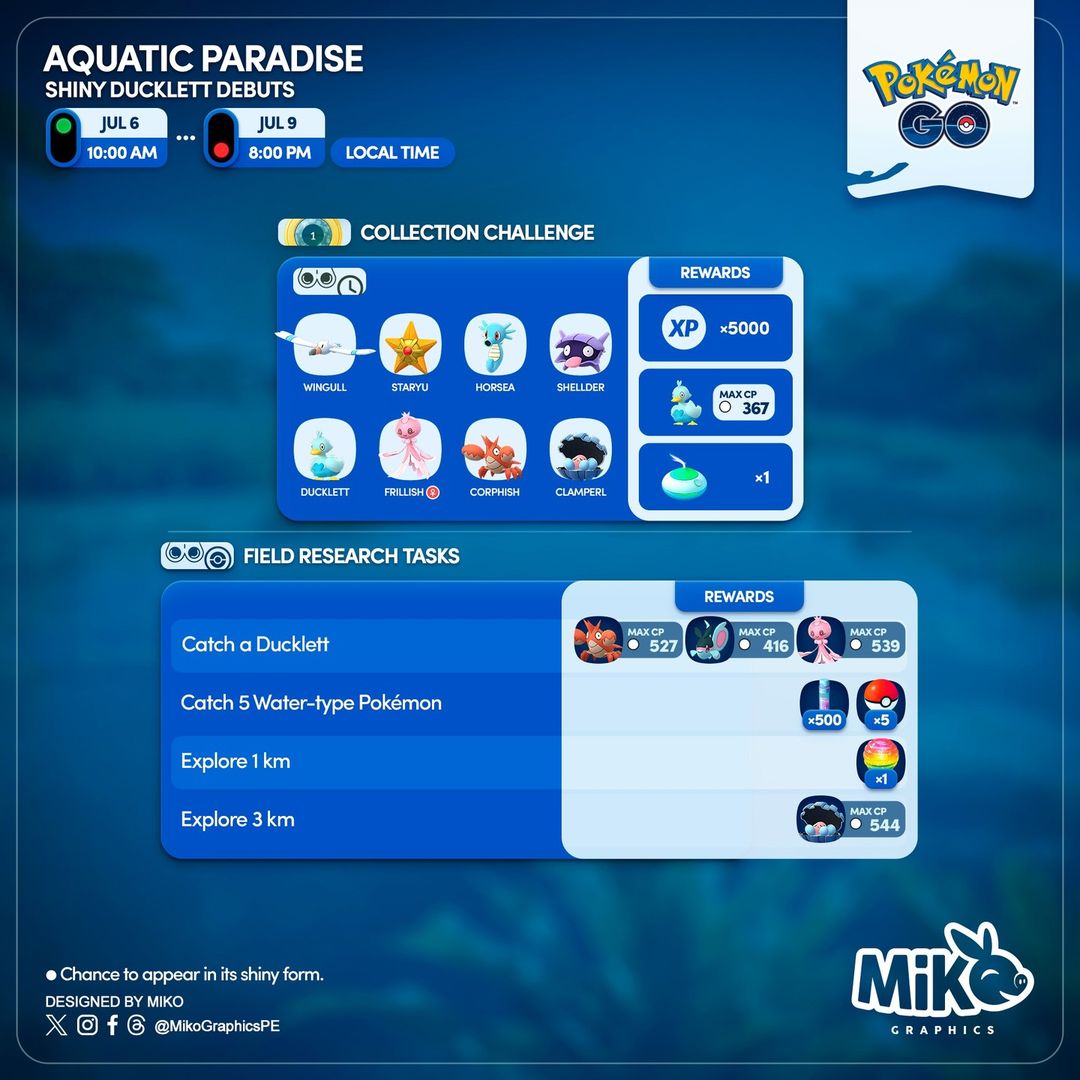 AQUATIC PARADISE
SHINY DUCKLETT DEBUTS
JUL 6
10:00 AM
...
JUL 9
8:00 PM
LOCAL TIME
POKéMON
GO
™
1
COLLECTION CHALLENGE
WINGULL
STARYU
HORSEA
SHELLDER
DUCKLETT
FRILLISH ♀
CORPHISH
CLAMPERL
REWARDS
XP ×5000
MAX CP
367
×1
FIELD RESEARCH TASKS
REWARDS
Catch a Ducklett
MAX CP
527
MAX CP
416
MAX CP
539
Catch 5 Water-type Pokémon
×500
×5
Explore 1 km
×1
Explore 3 km
MAX CP
544
● Chance to appear in its shiny form.
DESIGNED BY MIKO
@MikoGraphicsPE
MiKO
GRAPHICS